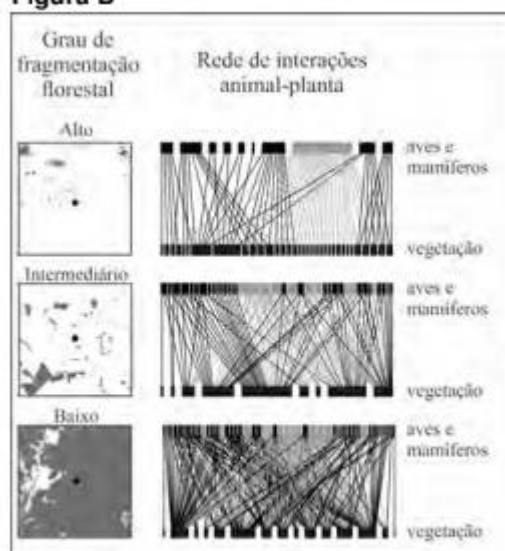 Figura B
Grau de
fragmentação
florestal
Rede de interações
animal-planta
Alto
aves e
mamíferos
vegetação
Intermediário
aves e
mamíferos
vegetação
Baixo
aves e
mamíferos
vegetação